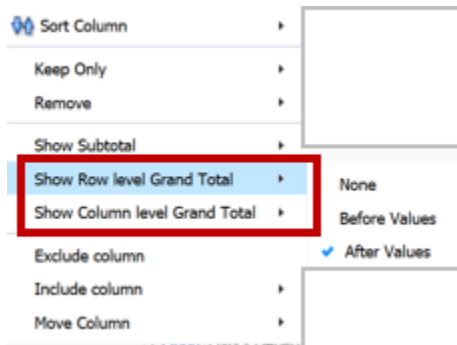 Sort Column
Keep Only
Remove
Show Subtotal
Show Row level Grand Total
Show Column level Grand Total
None
Before Values
After Values
Exclude column
Include column
Move Column